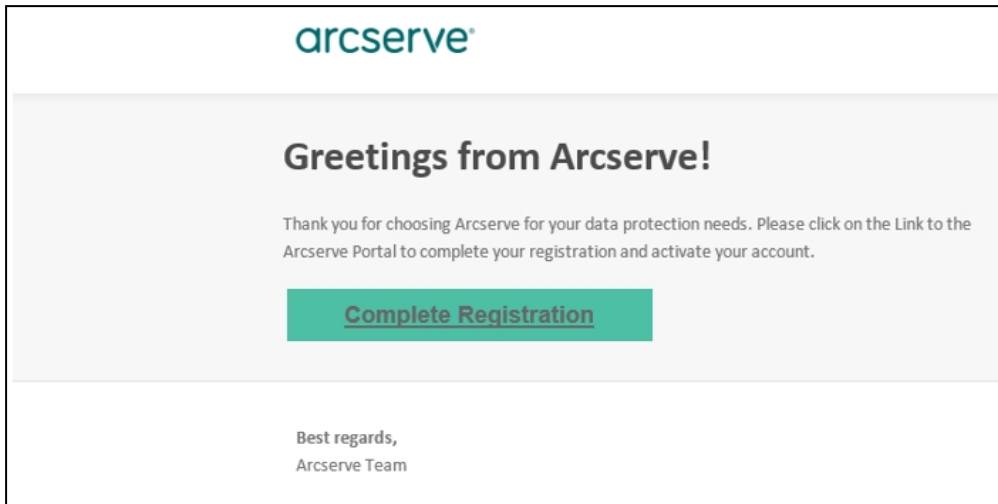 arcserve®
Greetings from Arcserve!
Thank you for choosing Arcserve for your data protection needs. Please click on the Link to the
Arcserve Portal to complete your registration and activate your account.
Complete Registration
Best regards,
Arcserve Team